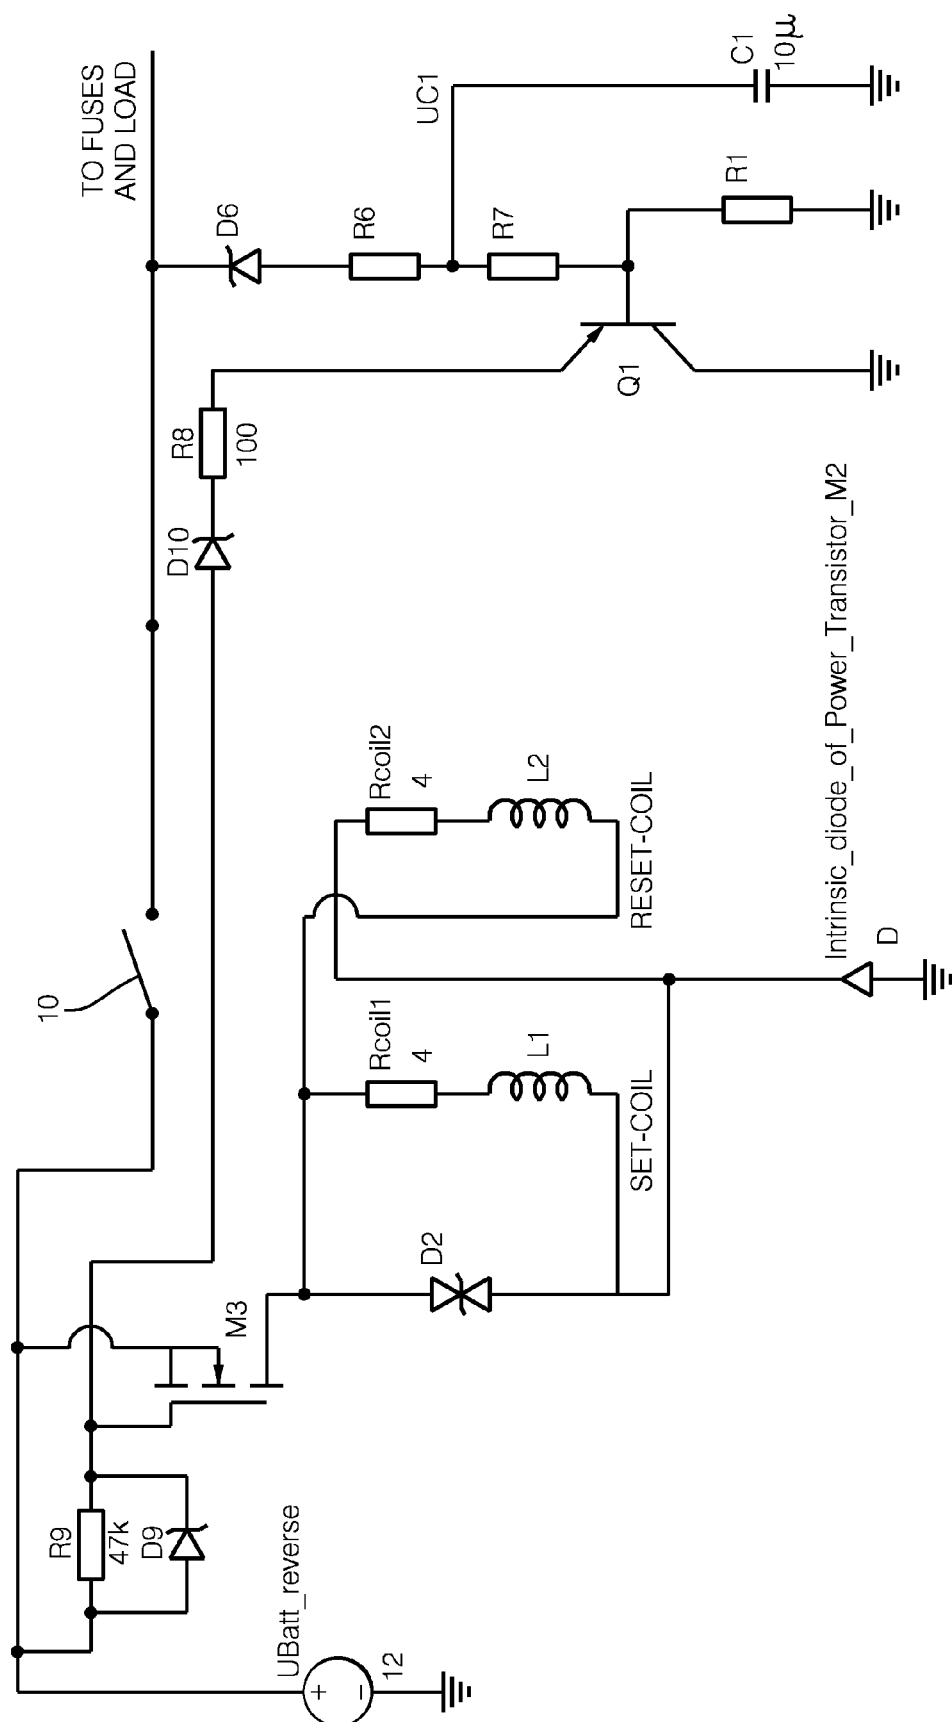 TO FUSES
AND LOAD
UC1
C1
10µ
D6
R6
R7
R1
R8
100
Q1
D10
10
Rcoil2
4
L2
RESET-COIL
Intrinsic_diode_of_Power_Transistor_M2
D
Rcoil1
4
L1
SET-COIL
D2
M3
R9
47k
D9
UBatt_reverse
+
–
12